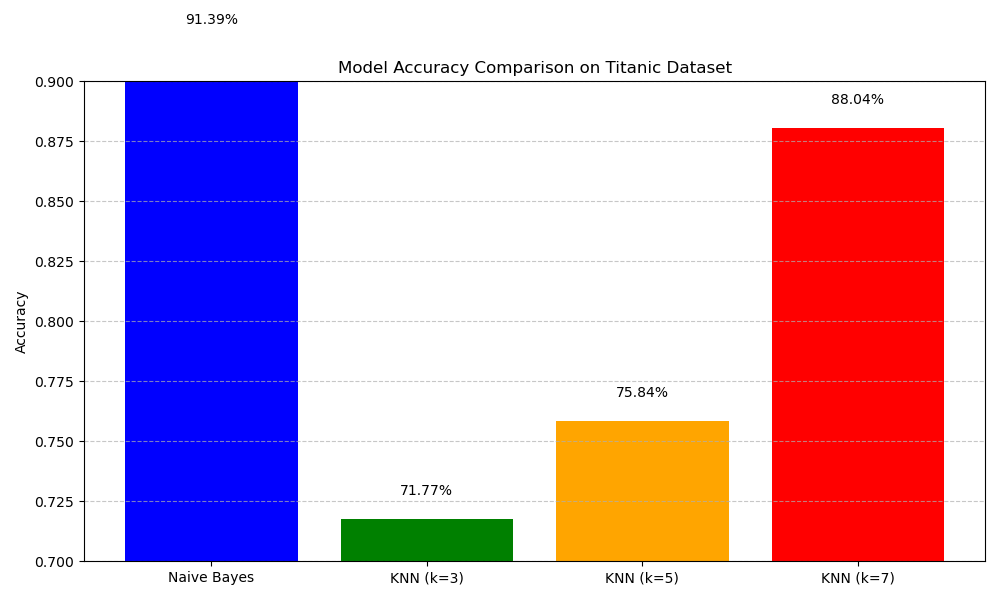 91.39%
Model Accuracy Comparison on Titanic Dataset
0.900
88.04%
0.875
0.850
0.825
0.800
Accuracy
0.775
75.84%
0.750
71.77%
0.725
0.700
Naive Bayes
KNN (k=3)
KNN (k=5)
KNN (k=7)